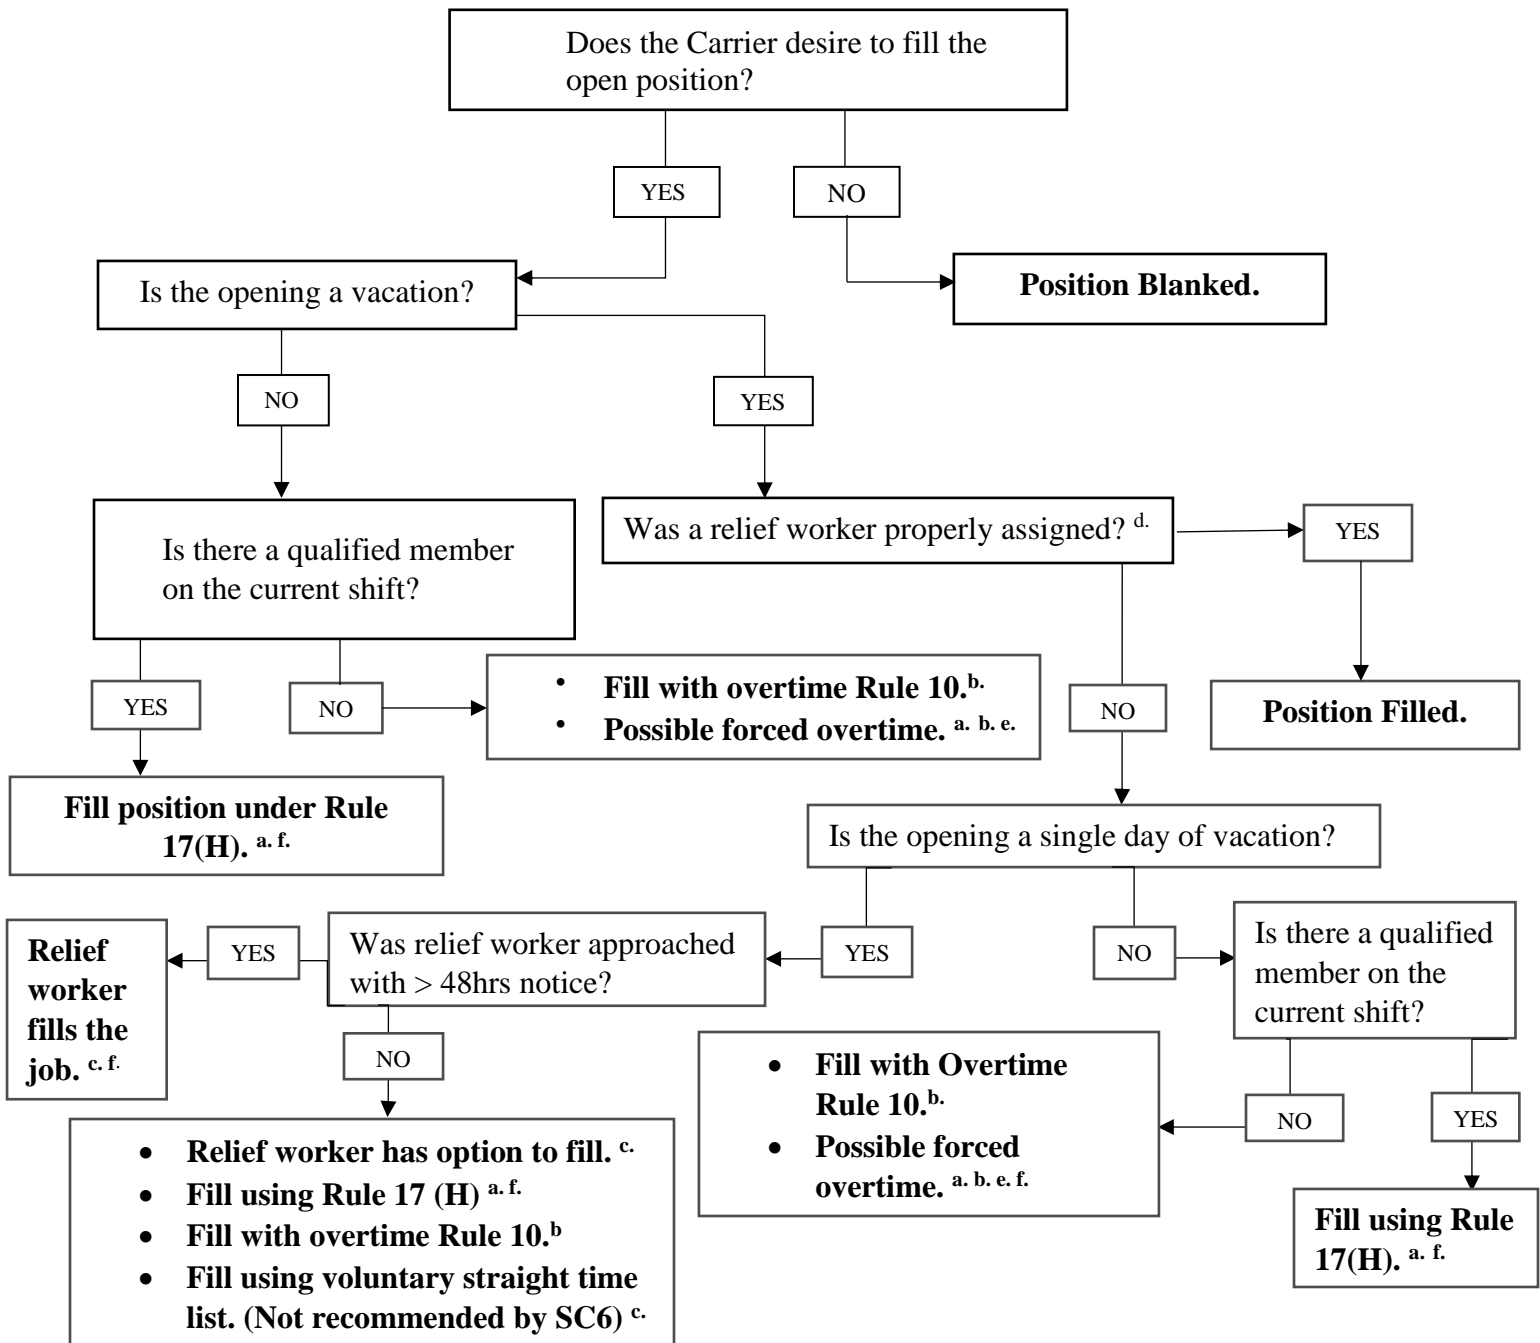 Does the Carrier desire to fill the
open position?
YES
NO
Is the opening a vacation?
Position Blanked.
NO
YES
Is there a qualified member
on the current shift?
Was a relief worker properly assigned? d.
YES
YES
NO
• Fill with overtime Rule 10.b.
• Possible forced overtime. a. b. e.
NO
Position Filled.
Fill position under Rule
17(H). a. f.
Is the opening a single day of vacation?
Relief
worker
fills the
job. c. f.
YES
Was relief worker approached
with > 48hrs notice?
YES
NO
Is there a qualified
member on the
current shift?
NO
• Fill with Overtime
Rule 10.b.
• Possible forced
overtime. a. b. e. f.
NO
YES
• Relief worker has option to fill. c.
• Fill using Rule 17 (H) a. f.
• Fill with overtime Rule 10.b
• Fill using voluntary straight time
list. (Not recommended by SC6) c.
Fill using Rule
17(H). a. f.